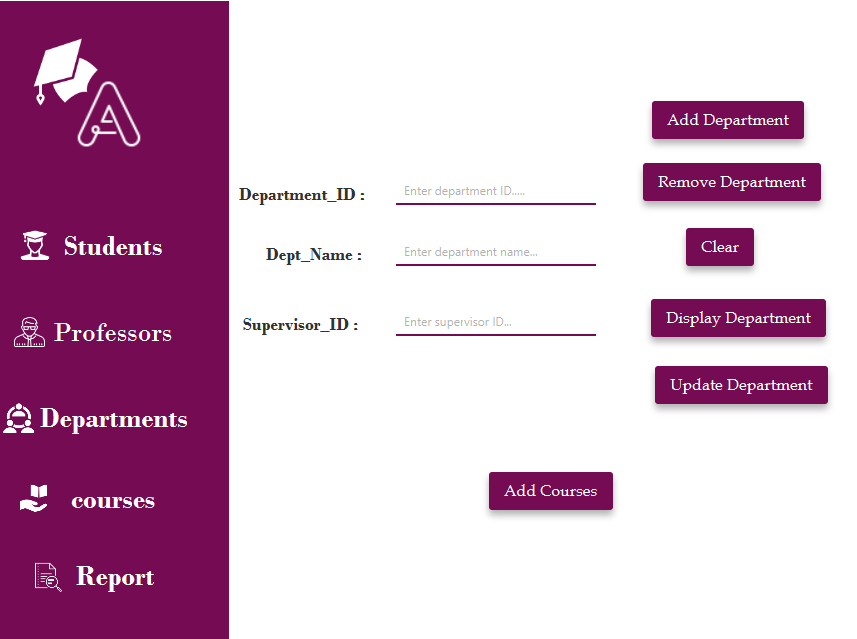 A
Students
Professors
Departments
courses
Report
Add Department
Department_ID :
Enter department ID.....
Remove Department
Dept_Name :
Enter department name...
Clear
Supervisor_ID :
Enter supervisor ID...
Display Department
Update Department
Add Courses